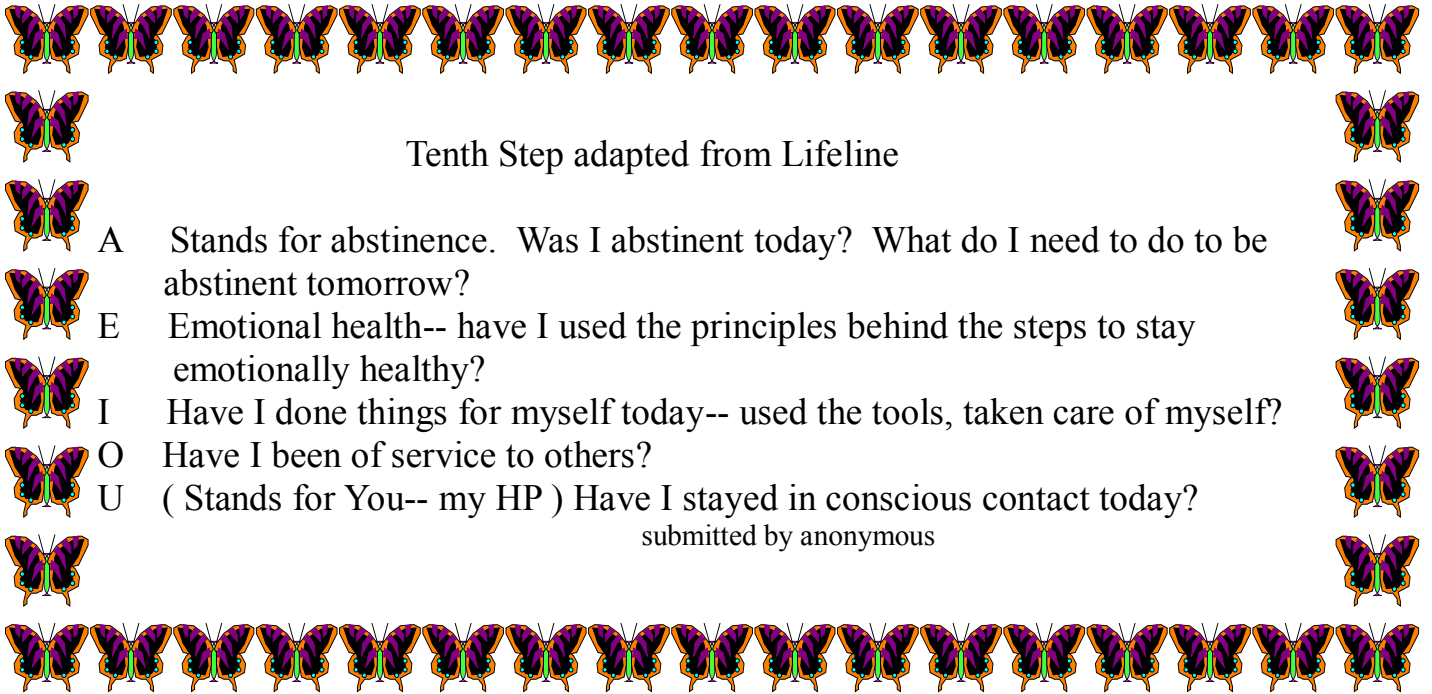 Tenth Step adapted from Lifeline
A Stands for abstinence. Was I abstinent today? What do I need to do to be
abstinent tomorrow?
E Emotional health-- have I used the principles behind the steps to stay
emotionally healthy?
I Have I done things for myself today-- used the tools, taken care of myself?
O Have I been of service to others?
U ( Stands for You-- my HP ) Have I stayed in conscious contact today?
submitted by anonymous